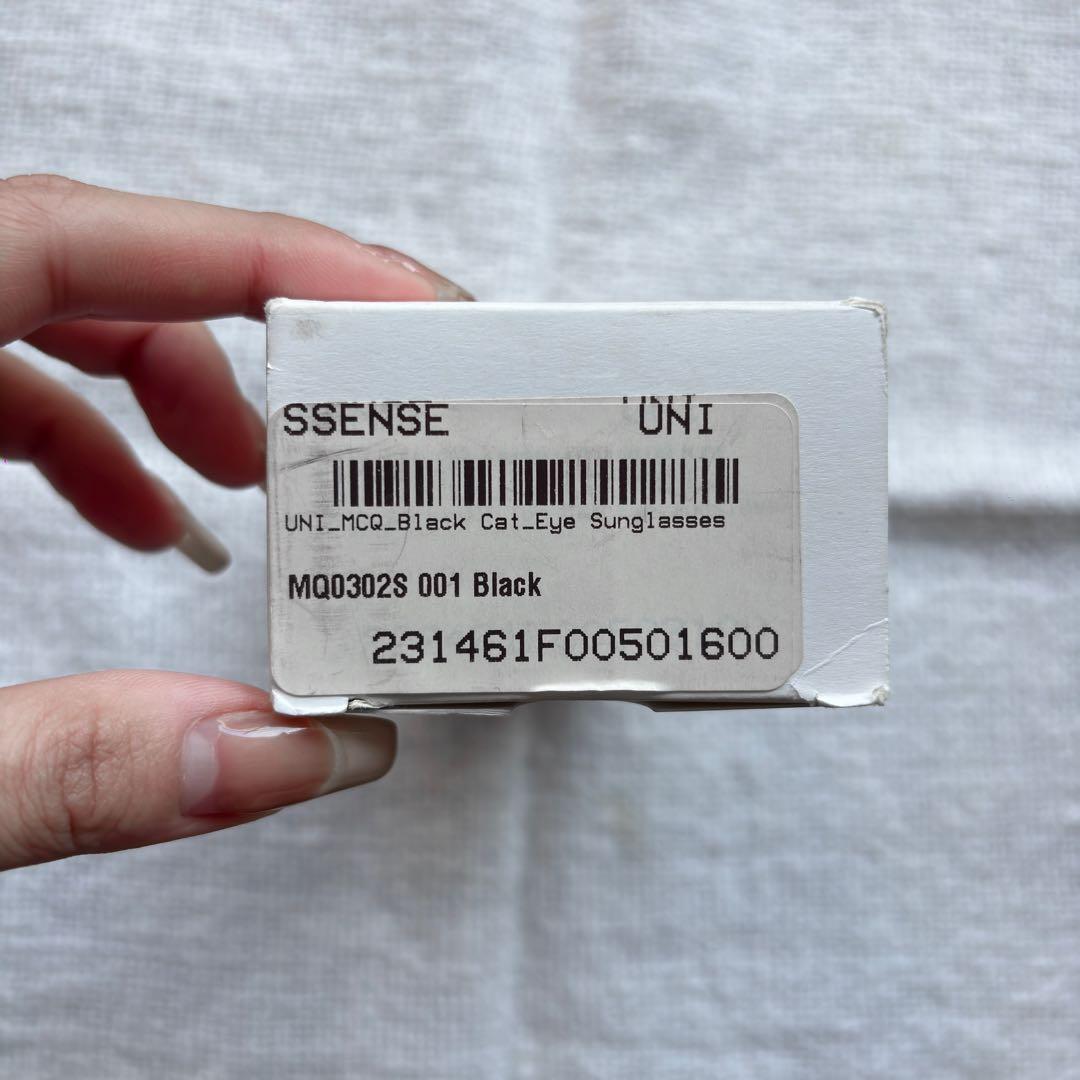 SSENSE UNI
UNI_MCQ_Black Cat_Eye Sunglasses
MQ0302S 001 Black
231461F00501600